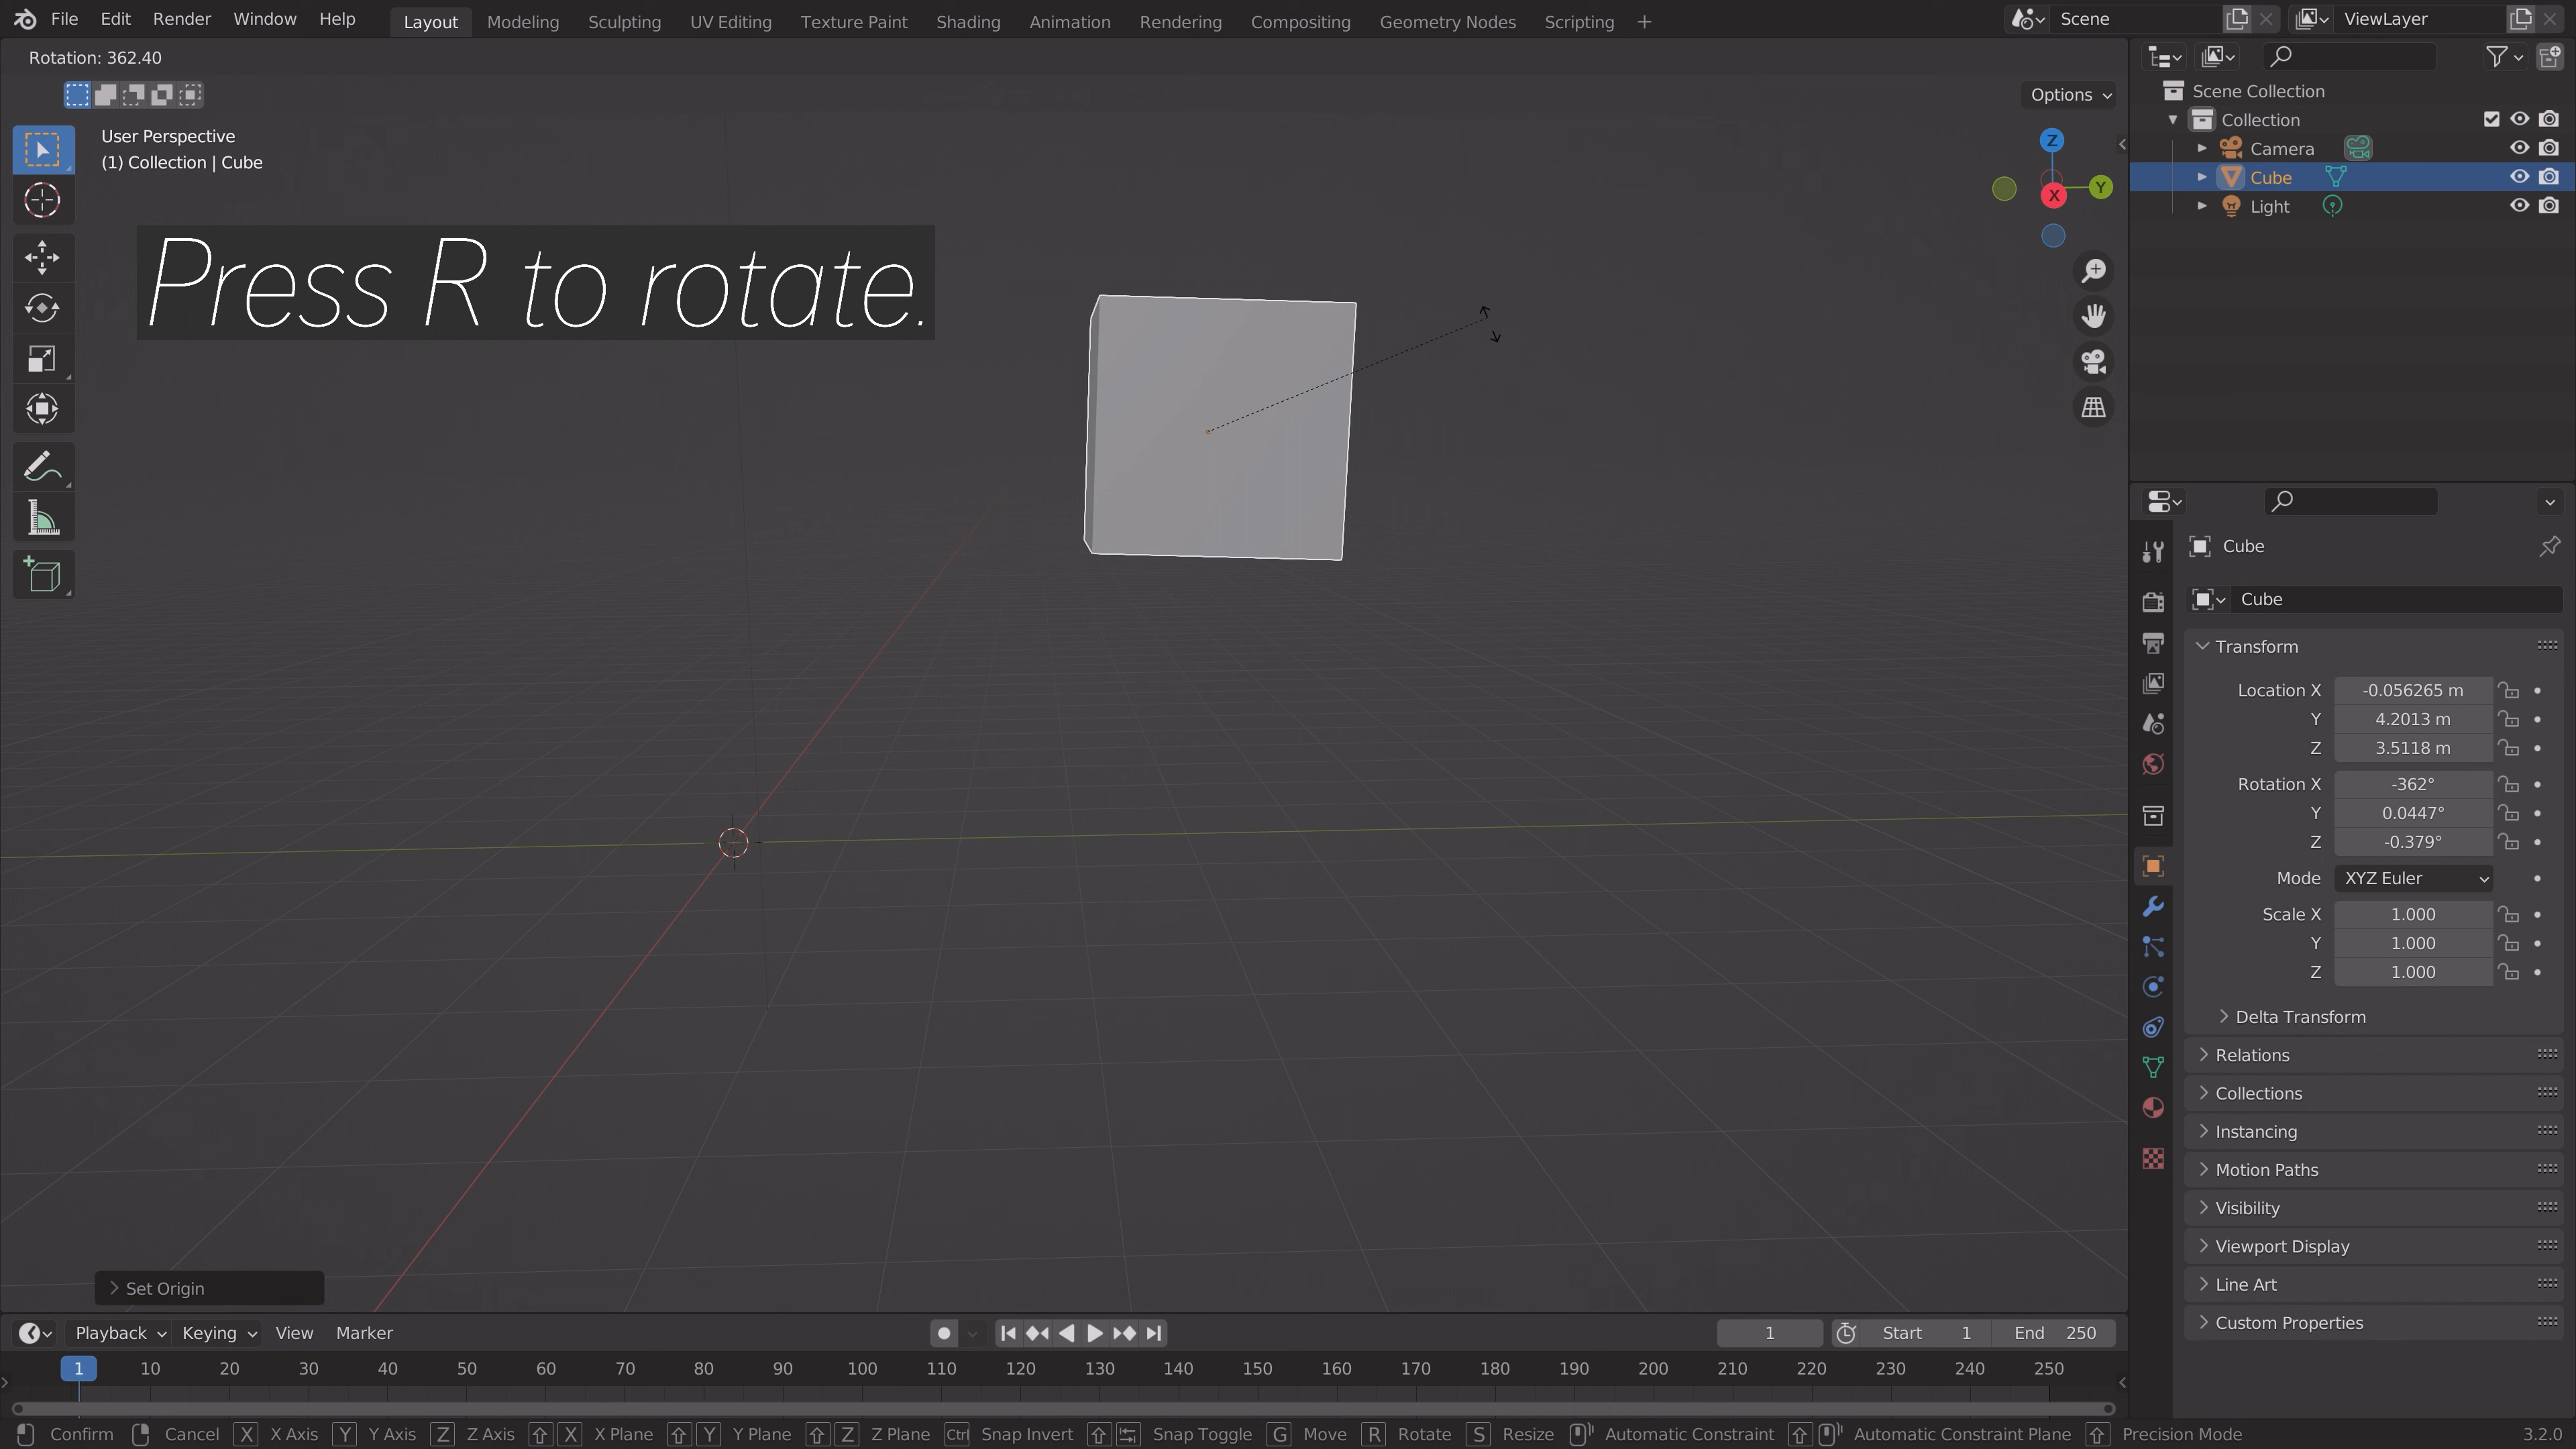 File Edit Render Window Help Layout Modeling Sculpting UV Editing Texture Paint Shading Animation Rendering Compositing Geometry Nodes Scripting + Scene ViewLayer
Rotation: 362.40
Options
User Perspective
(1) Collection | Cube
Press R to rotate.
Z
Y
X
Scene Collection
Collection
Camera
Cube
Light
Cube
Cube
Transform
Location X -0.056265 m
Y 4.2013 m
Z 3.5118 m
Rotation X -362°
Y 0.0447°
Z -0.379°
Mode XYZ Euler
Scale X 1.000
Y 1.000
Z 1.000
Delta Transform
Relations
Collections
Instancing
Motion Paths
Visibility
Viewport Display
Line Art
Custom Properties
Set Origin
Playback Keying View Marker 1 Start 1 End 250
1 10 20 30 40 50 60 70 80 90 100 110 120 130 140 150 160 170 180 190 200 210 220 230 240 250
Confirm Cancel X X Axis Y Y Axis Z Z Axis X X Plane Y Y Plane Z Z Plane Ctrl Snap Invert Snap Toggle G Move R Rotate S Resize Automatic Constraint Automatic Constraint Plane Precision Mode 3.2.0